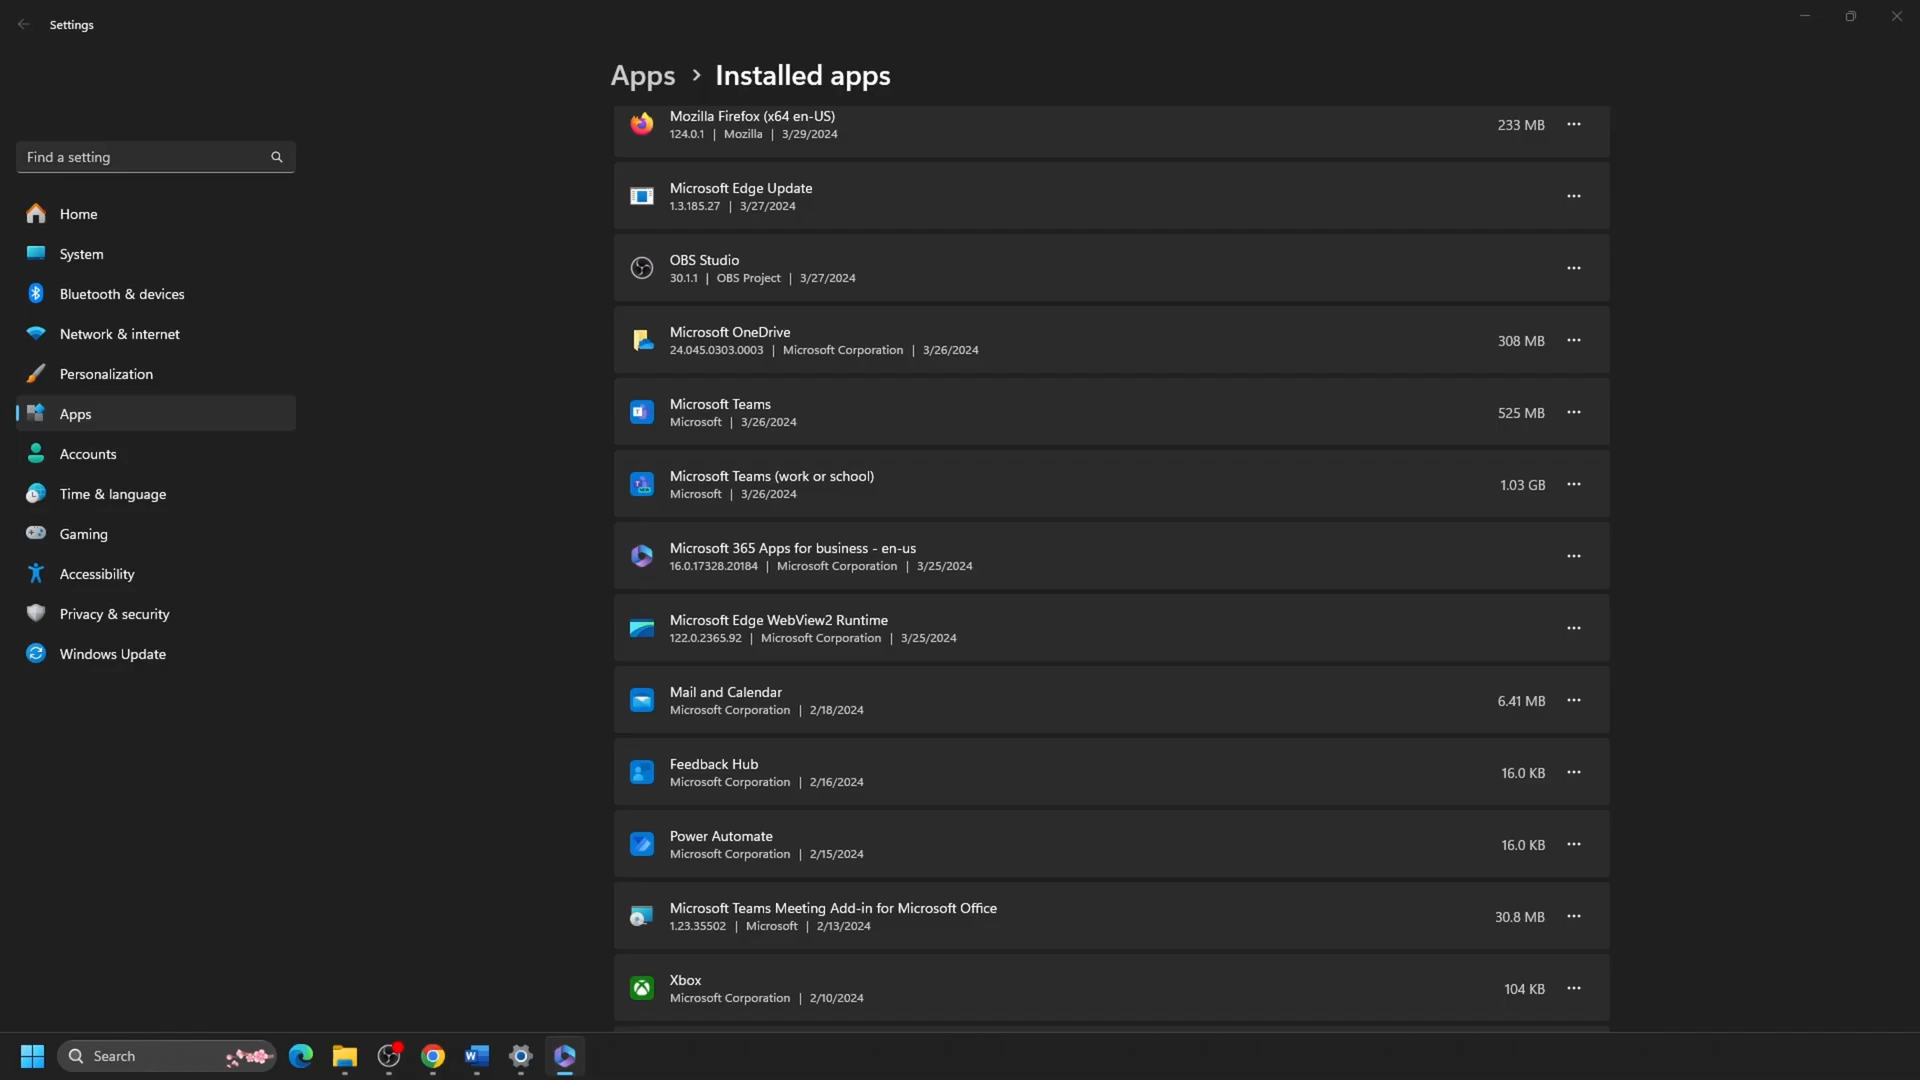 Settings
Apps > Installed apps
Find a setting
Home
System
Bluetooth & devices
Network & internet
Personalization
Apps
Accounts
Time & language
Gaming
Accessibility
Privacy & security
Windows Update
Mozilla Firefox (x64 en-US)
124.0.1 | Mozilla | 3/29/2024
233 MB
Microsoft Edge Update
1.3.185.27 | 3/27/2024
OBS Studio
30.1.1 | OBS Project | 3/27/2024
Microsoft OneDrive
24.045.0303.0003 | Microsoft Corporation | 3/26/2024
308 MB
Microsoft Teams
Microsoft | 3/26/2024
525 MB
Microsoft Teams (work or school)
Microsoft | 3/26/2024
1.03 GB
Microsoft 365 Apps for business - en-us
16.0.17328.20184 | Microsoft Corporation | 3/25/2024
Microsoft Edge WebView2 Runtime
122.0.2365.92 | Microsoft Corporation | 3/25/2024
Mail and Calendar
Microsoft Corporation | 2/18/2024
6.41 MB
Feedback Hub
Microsoft Corporation | 2/16/2024
16.0 KB
Power Automate
Microsoft Corporation | 2/15/2024
16.0 KB
Microsoft Teams Meeting Add-in for Microsoft Office
1.23.35502 | Microsoft | 2/13/2024
30.8 MB
Xbox
Microsoft Corporation | 2/10/2024
104 KB
Search